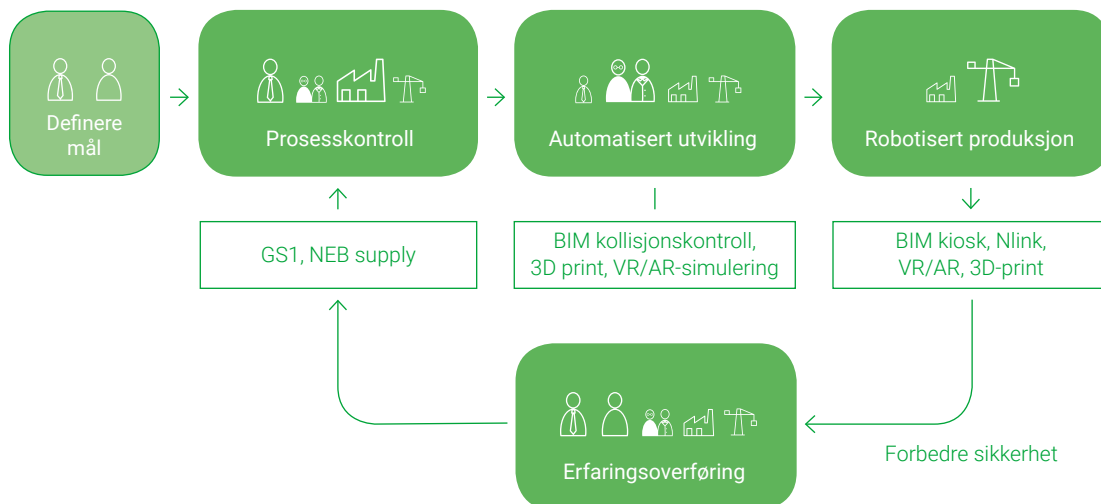 Definere
mål
Prosesskontroll
Automatisert utvikling
Robotisert produksjon
GS1, NEB supply
BIM kollisjonskontroll,
3D print, VR/AR-simulering
BIM kiosk, Nlink,
VR/AR, 3D-print
Erfaringsoverføring
Forbedre sikkerhet